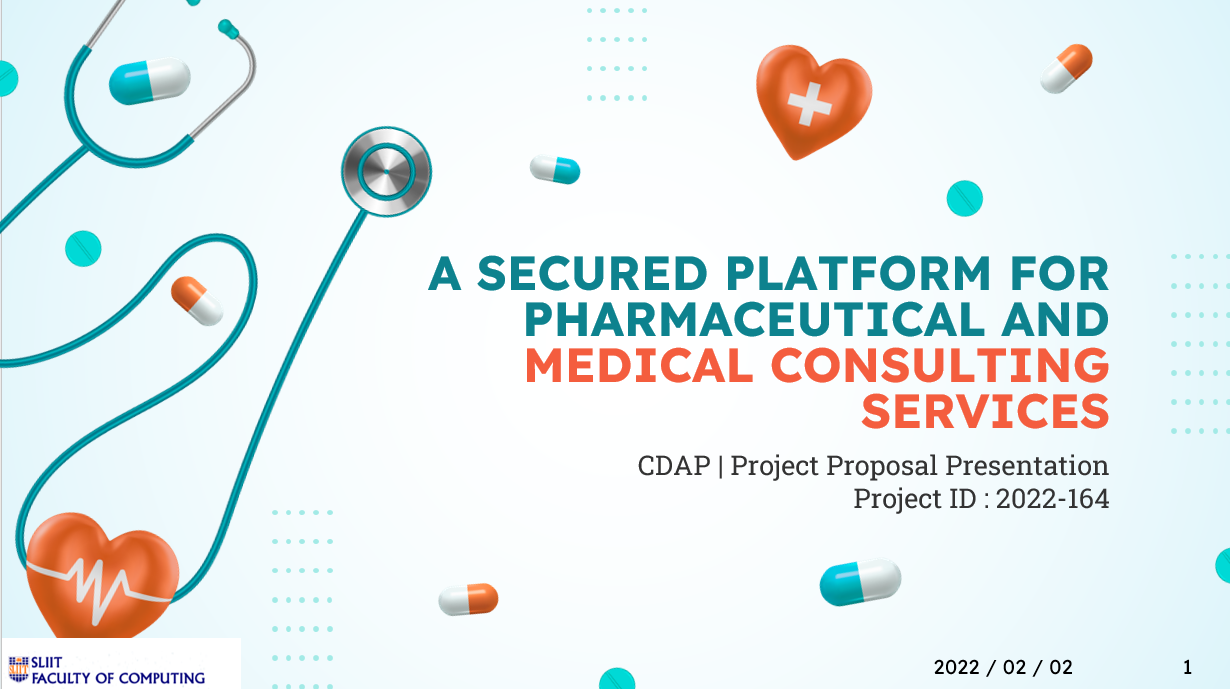 A SECURED PLATFORM FOR
PHARMACEUTICAL AND
MEDICAL CONSULTING
SERVICES
CDAP | Project Proposal Presentation
Project ID : 2022-164
SLIIT
FACULTY OF COMPUTING
2022 / 02 / 02
1